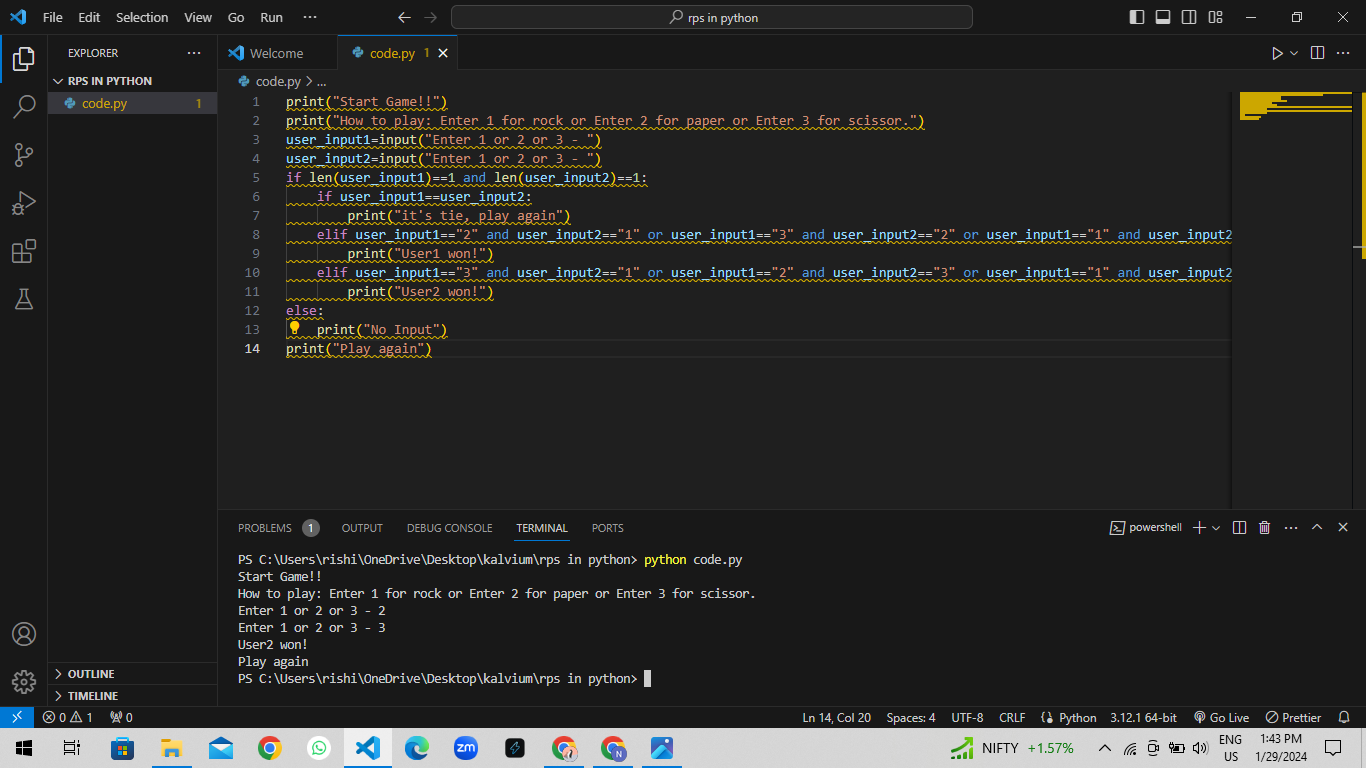 File Edit Selection View Go Run ···
rps in python
EXPLORER ···
RPS IN PYTHON
code.py 1
OUTLINE
TIMELINE
Welcome
code.py 1
code.py > ...
1 print("Start Game!!")
2 print("How to play: Enter 1 for rock or Enter 2 for paper or Enter 3 for scissor.")
3 user_input1=input("Enter 1 or 2 or 3 - ")
4 user_input2=input("Enter 1 or 2 or 3 - ")
5 if len(user_input1)==1 and len(user_input2)==1:
6 if user_input1==user_input2:
7 print("it's tie, play again")
8 elif user_input1=="2" and user_input2=="1" or user_input1=="3" and user_input2=="2" or user_input1=="1" and user_input2
9 print("User1 won!")
10 elif user_input1=="3" and user_input2=="1" or user_input1=="2" and user_input2=="3" or user_input1=="1" and user_input2
11 print("User2 won!")
12 else:
13 print("No Input")
14 print("Play again")
PROBLEMS 1 OUTPUT DEBUG CONSOLE TERMINAL PORTS
powershell
PS C:\Users\rishi\OneDrive\Desktop\kalvium\rps in python> python code.py
Start Game!!
How to play: Enter 1 for rock or Enter 2 for paper or Enter 3 for scissor.
Enter 1 or 2 or 3 - 2
Enter 1 or 2 or 3 - 3
User2 won!
Play again
PS C:\Users\rishi\OneDrive\Desktop\kalvium\rps in python>
0 1 0
Ln 14, Col 20 Spaces: 4 UTF-8 CRLF Python 3.12.1 64-bit Go Live Prettier
zm
N
NIFTY +1.57%
ENG
US
1:43 PM
1/29/2024